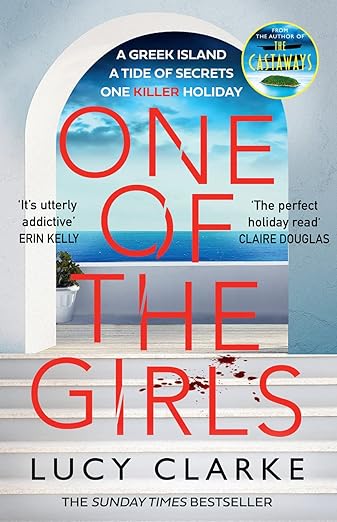 A GREEK ISLAND
A TIDE OF SECRETS
ONE KILLER HOLIDAY
FROM
THE AUTHOR OF
THE
CASTAWAYS
ONE
OF
THE
GIRLS
'It's utterly
addictive'
ERIN KELLY
'The perfect
holiday read'
CLAIRE DOUGLAS
LUCY CLARKE
THE SUNDAY TIMES BESTSELLER